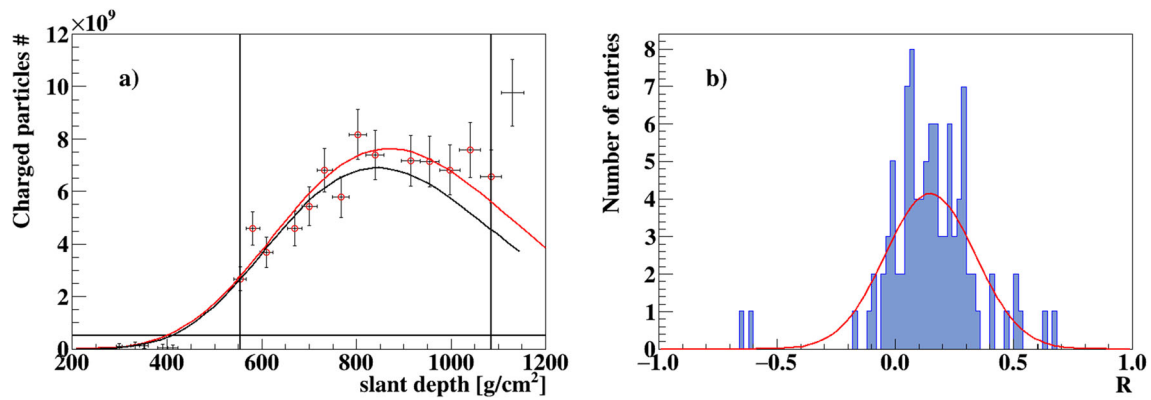 ×10⁹
12
10
8
6
4
2
0
Charged particles #
a)
200 400 600 800 1000 1200
slant depth [g/cm²]
8
7
6
5
4
3
2
1
0
Number of entries
b)
−1.0 −0.5 0.0 0.5 1.0
R